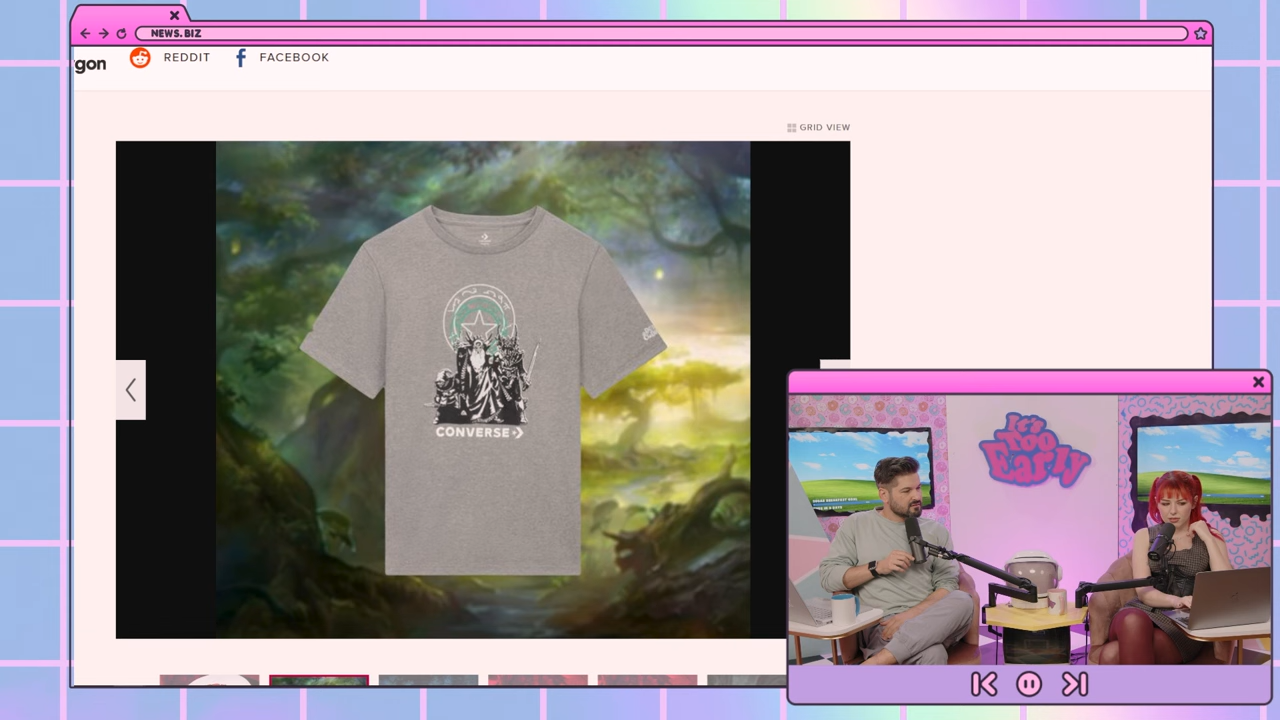 NEWS.BIZ
gon
REDDIT
FACEBOOK
GRID VIEW
CONVERSE
It's
Too
Early